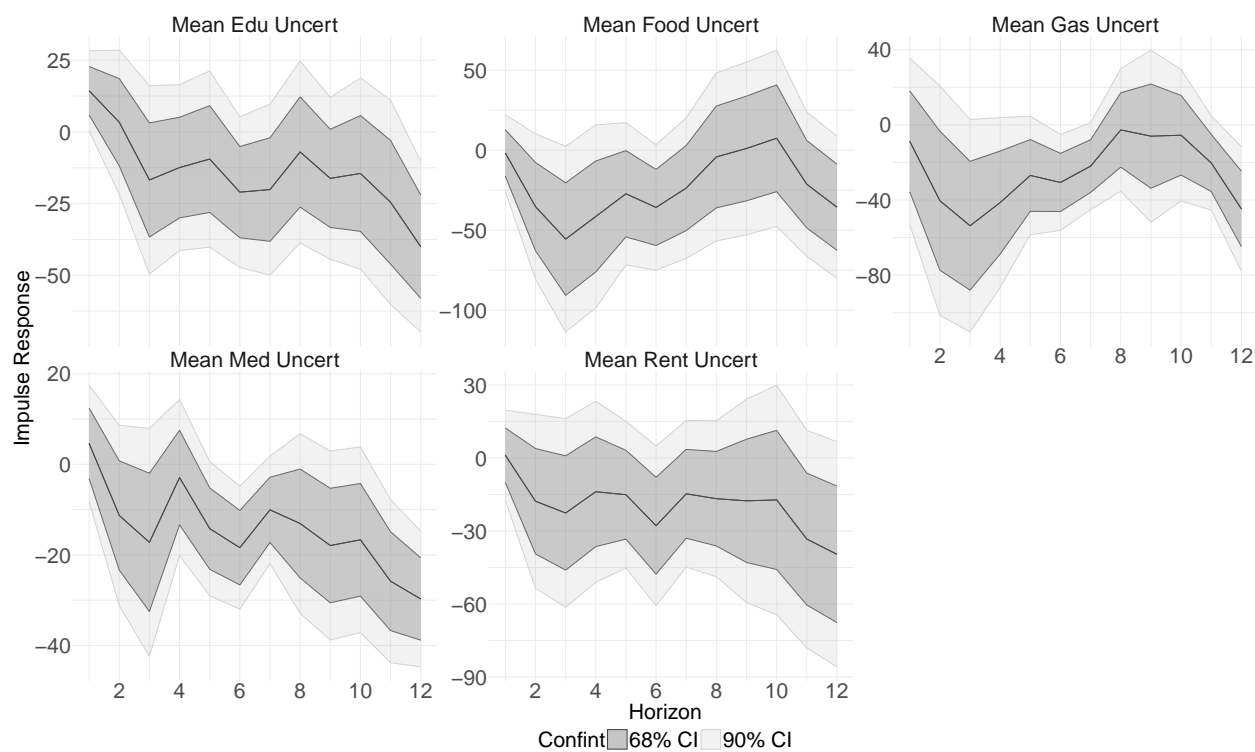 Mean Edu Uncert
Mean Food Uncert
Mean Gas Uncert
25
0
−25
−50
50
0
−50
−100
40
0
−40
−80
2 4 6 8 10 12
Impulse Response
Mean Med Uncert
Mean Rent Uncert
20
0
−20
−40
30
0
−30
−60
−90
2 4 6 8 10 12
2 4 6 8 10 12
Horizon
Confint 68% CI 90% CI